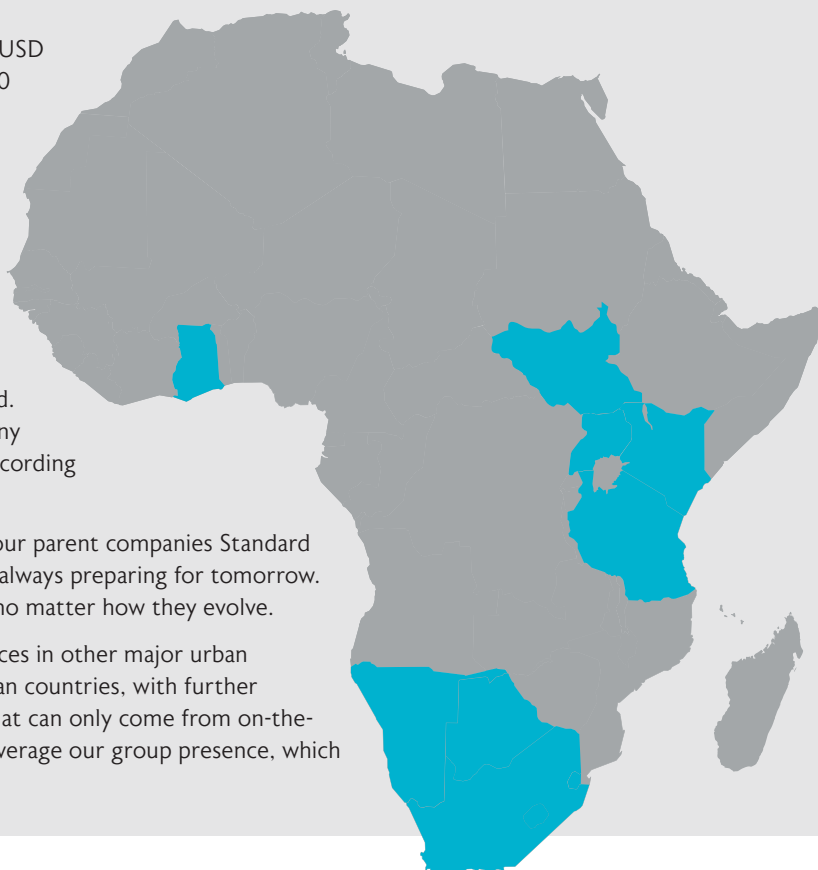 USD
0
d.
ny
cording
our parent companies Standard
always preparing for tomorrow.
no matter how they evolve.
ces in other major urban
an countries, with further
at can only come from on-the-
verage our group presence, which